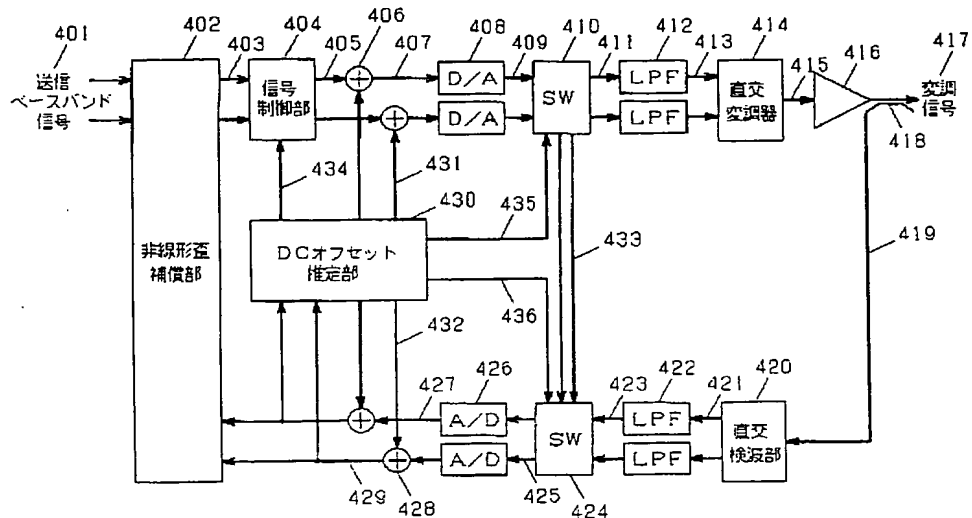 401
送信
ベースバンド
信号
402
403
404
信号
制御部
405
406
407
408
D/A
D/A
409
410
SW
411
412
LPF
LPF
413
414
直交
変調器
415
416
417
変調
信号
418
419
434
431
430
435
DCオフセット
推定部
436
433
432
非線形歪
補償部
427
426
A/D
A/D
423
422
LPF
LPF
421
420
直交
検波部
SW
429
428
425
424